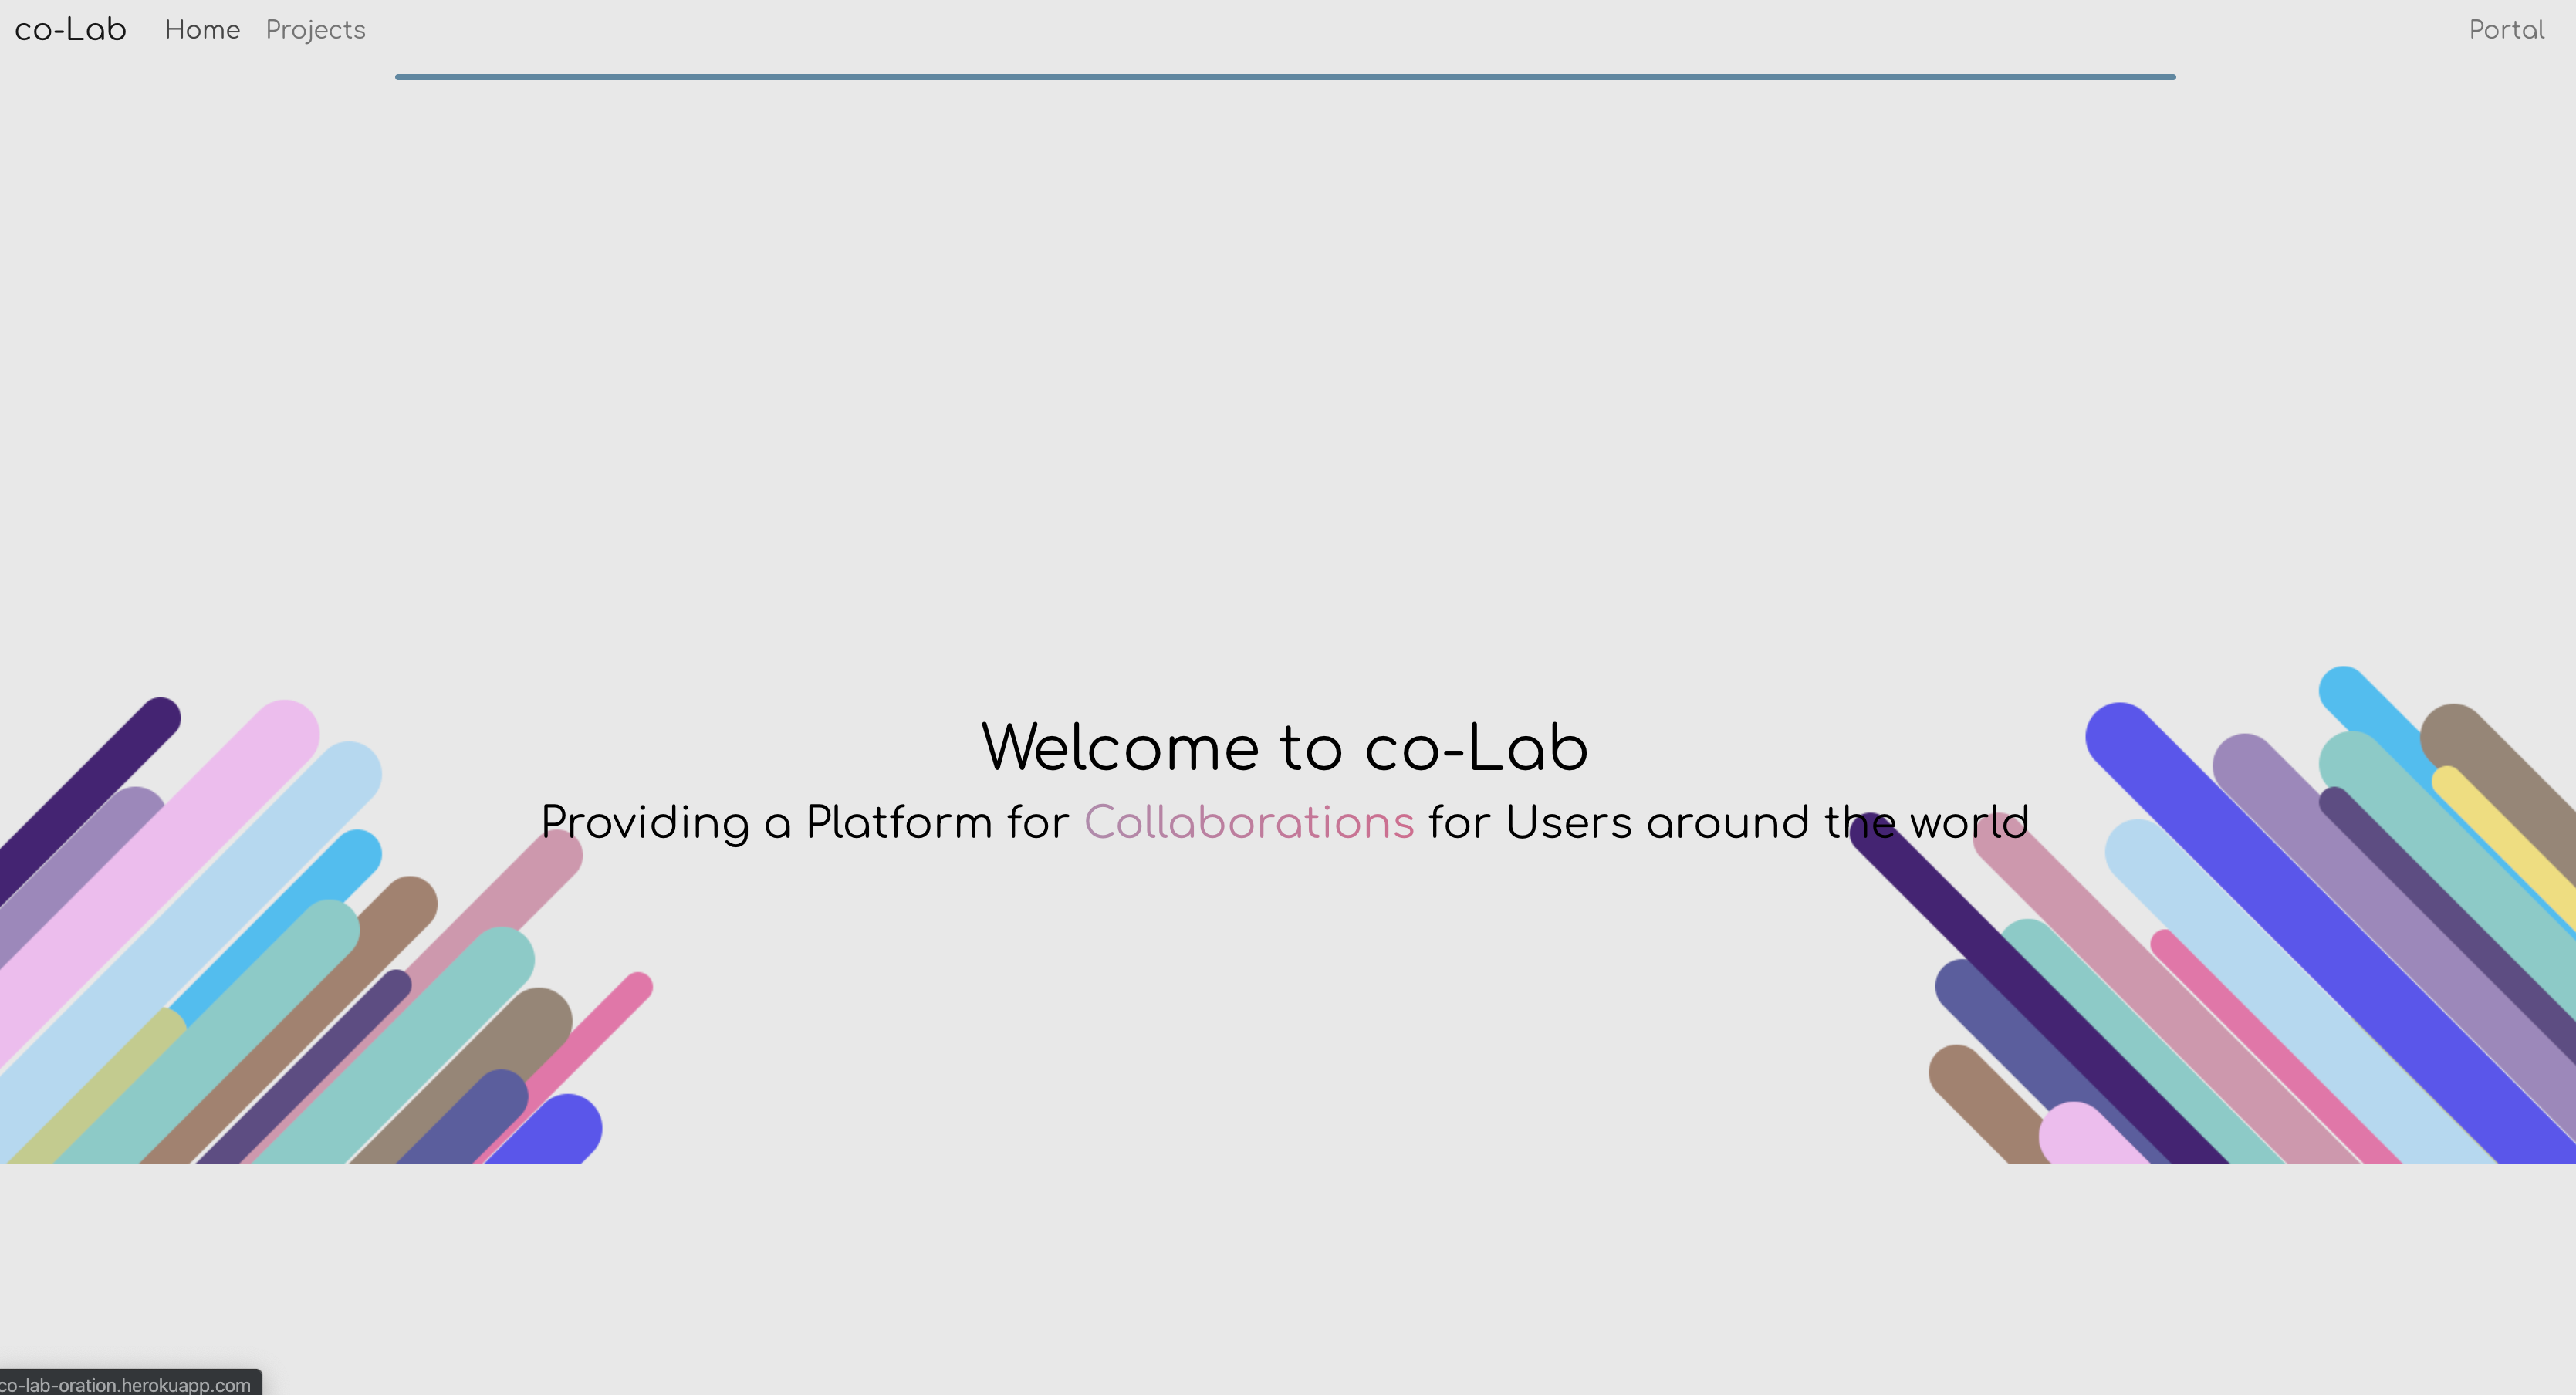 co-Lab Home Projects Portal
Welcome to co-Lab
Providing a Platform for Collaborations for Users around the world
co-lab-oration.herokuapp.com